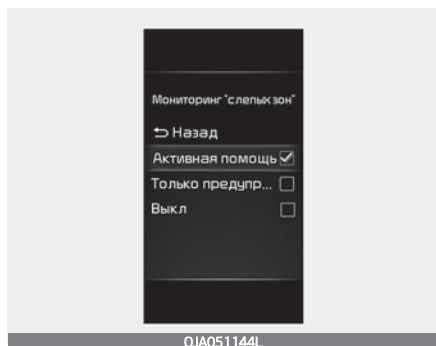 Мониторинг "слепых зон"
⮌ Назад
Активная помощь
Только предупр...
Выкл
OJA051144L